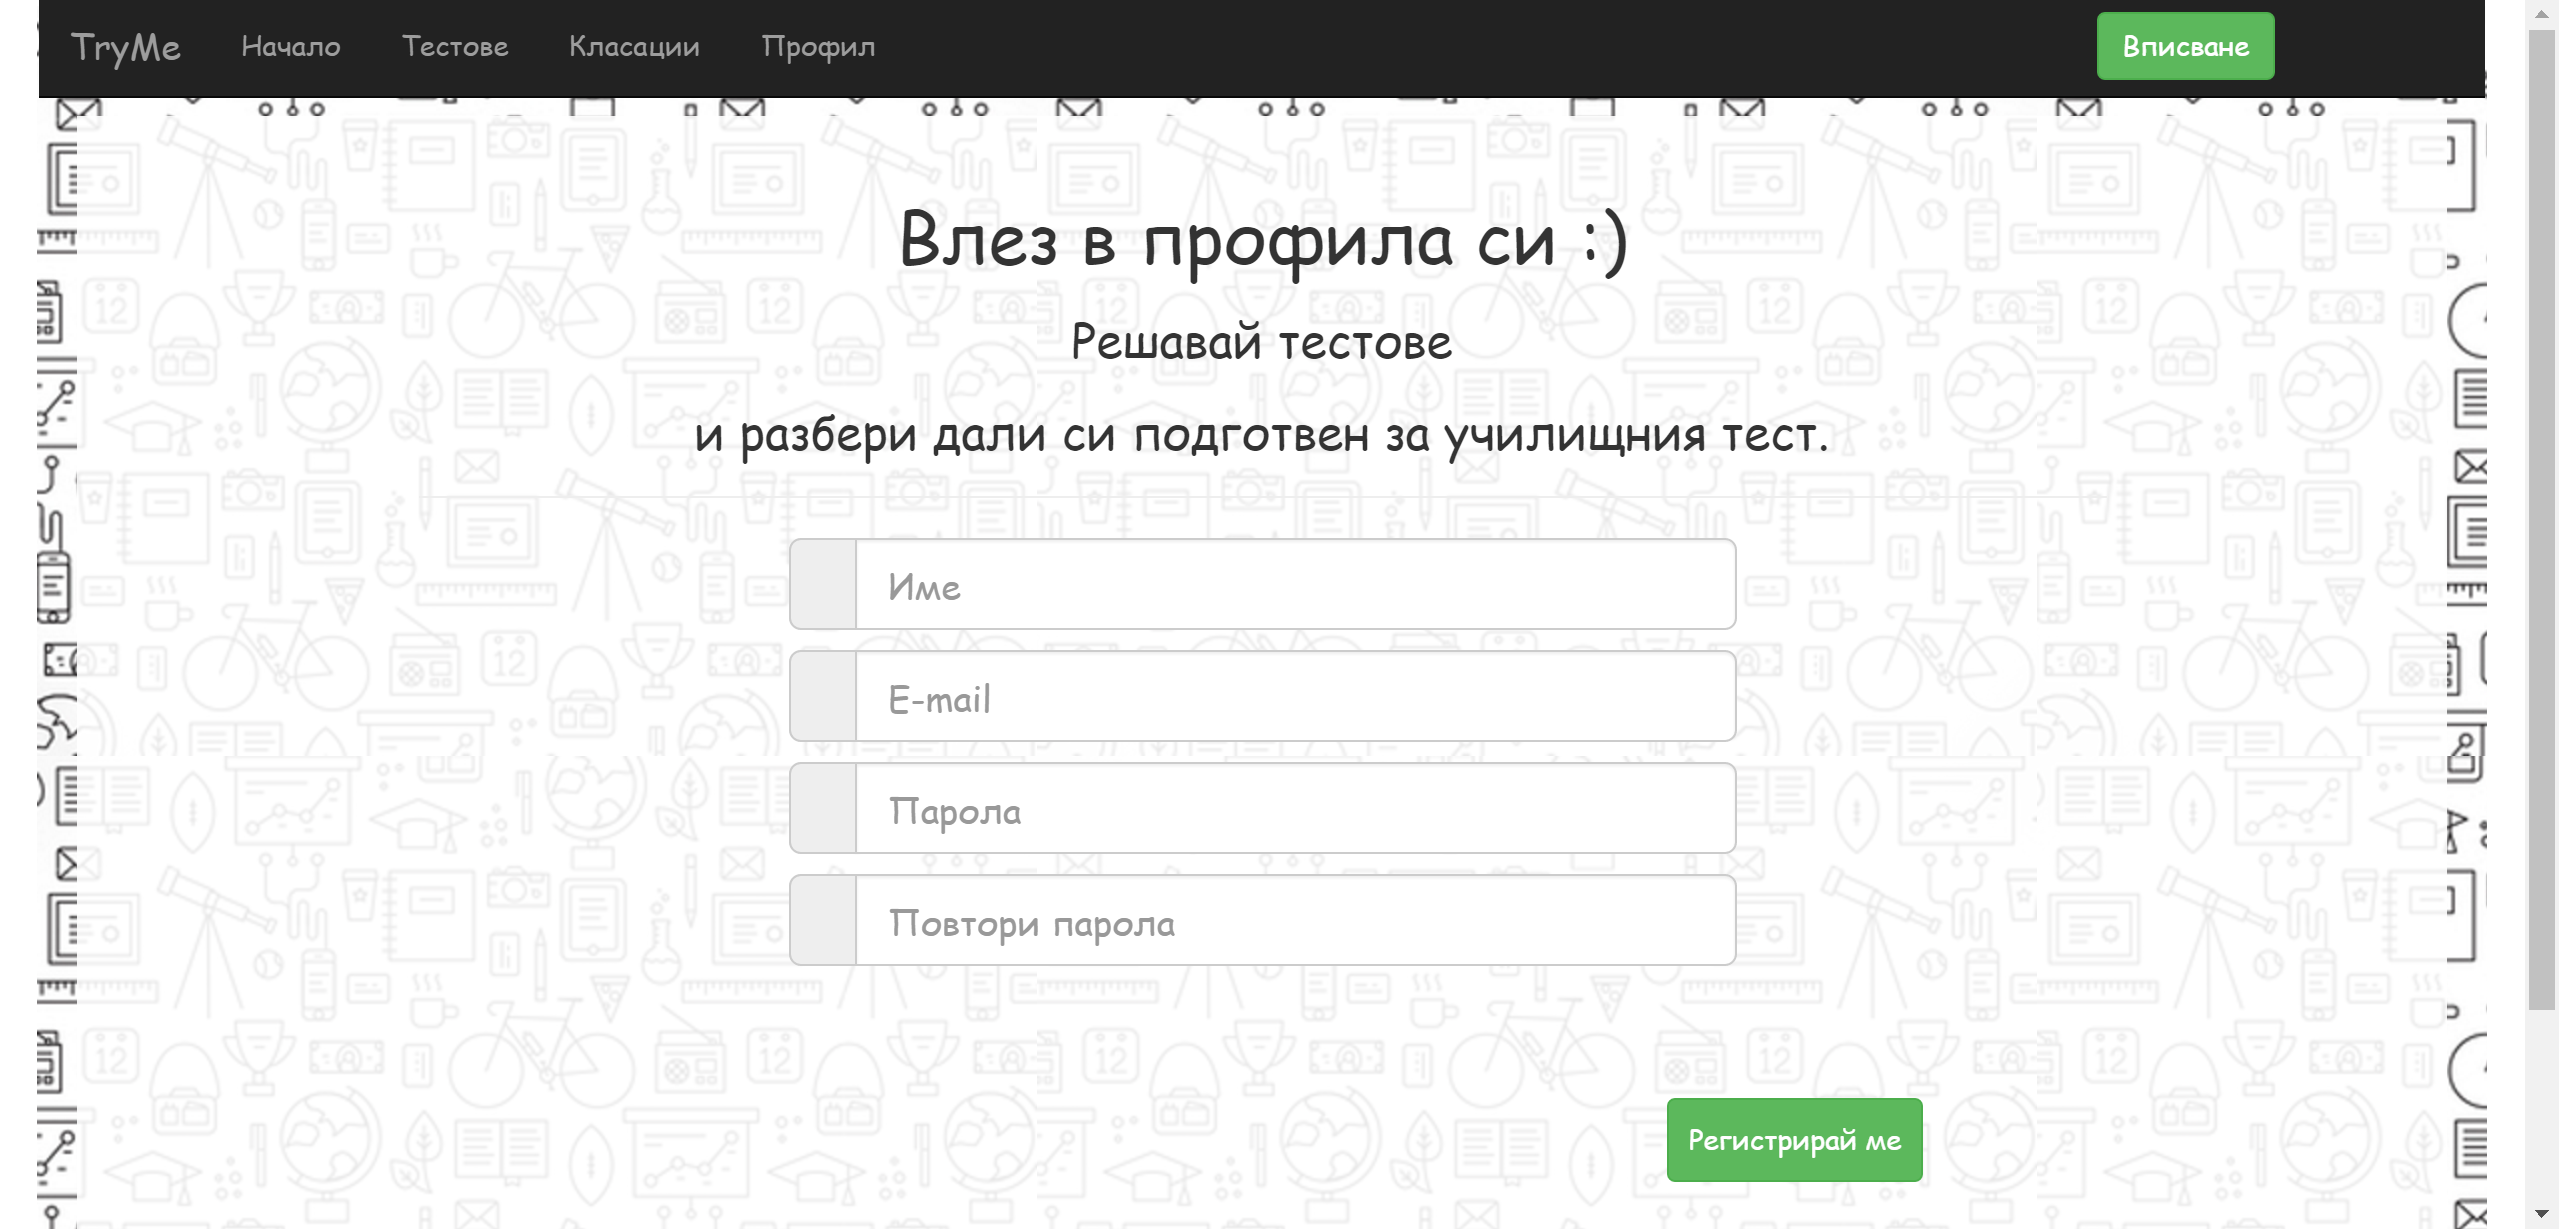 TryMe Начало Тестове Класации Профил Вписване
Влез в профила си :)
Решавай тестове
и разбери дали си подготвен за училищния тест.
Име
E-mail
Парола
Повтори парола
Регистрирай ме